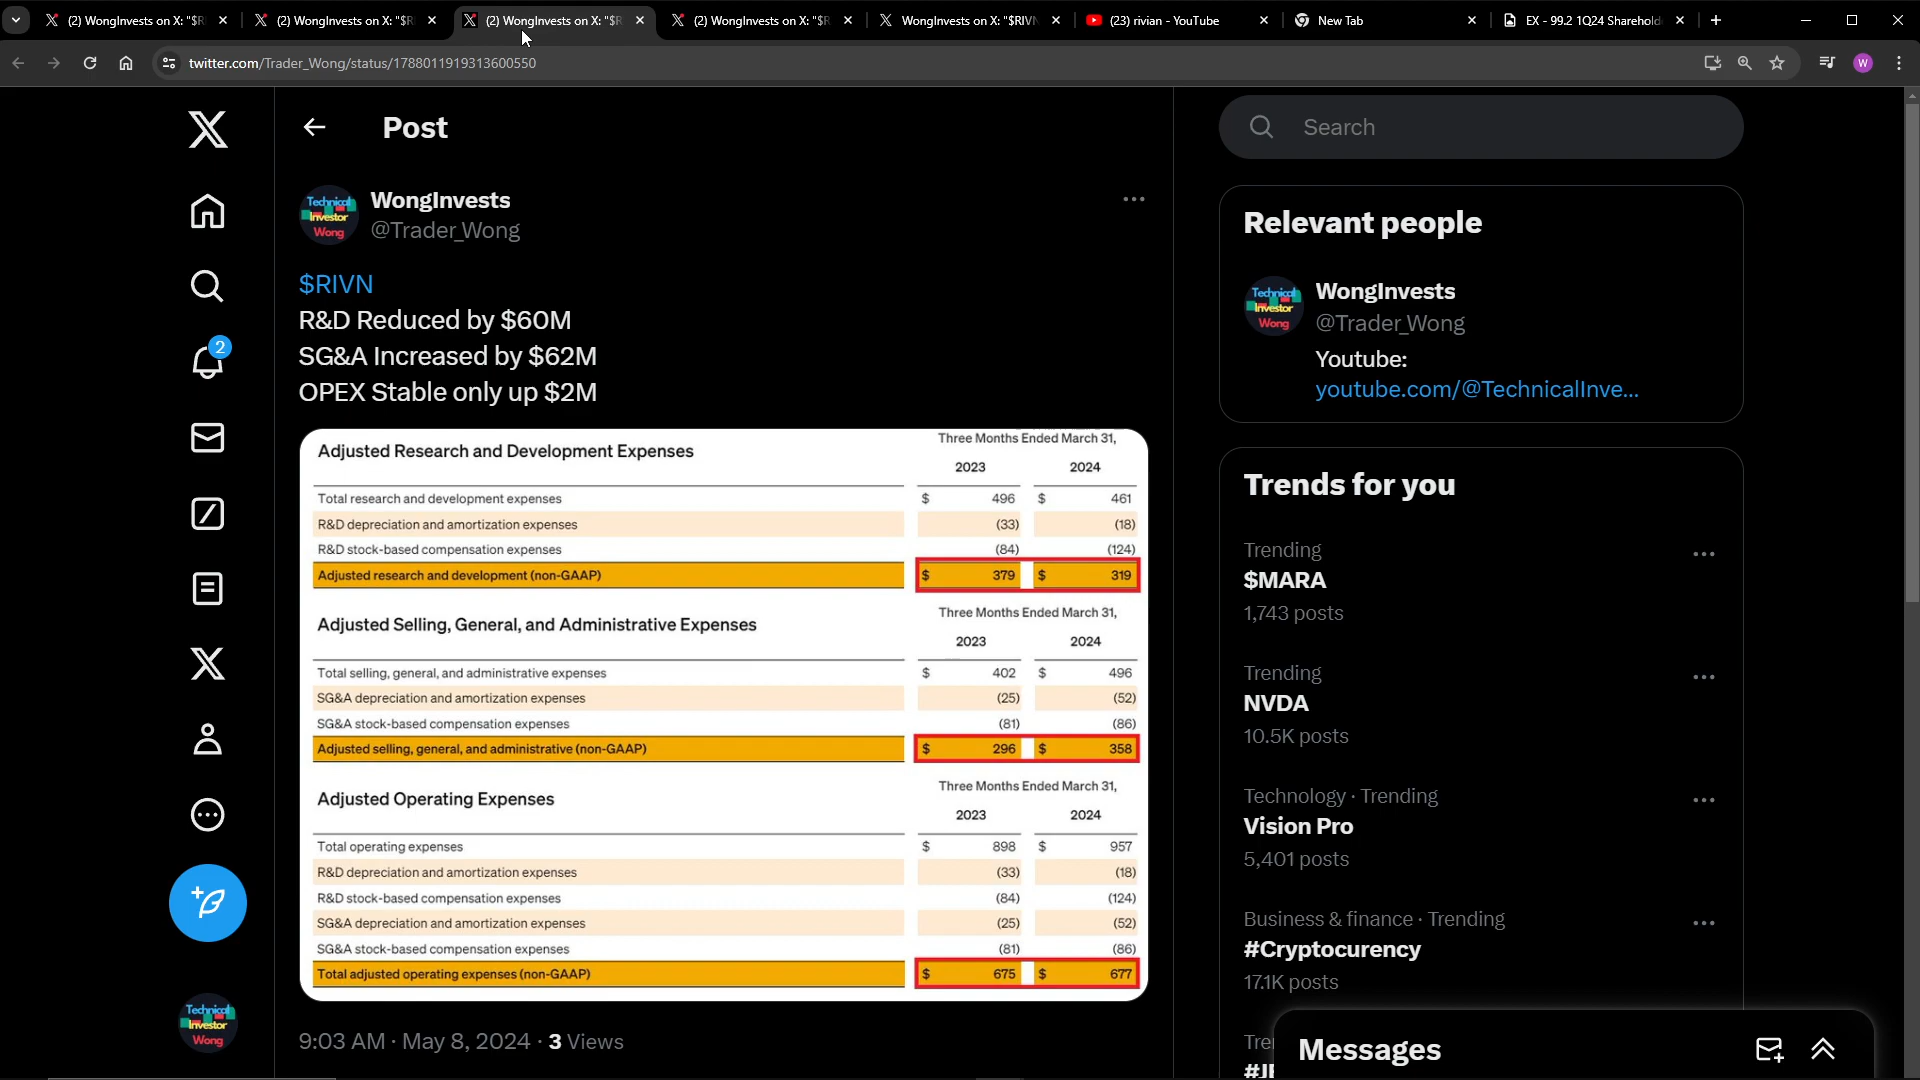 (2) WongInvests on X: "$R
(2) WongInvests on X: "$R
(2) WongInvests on X: "$R
(2) WongInvests on X: "$R
WongInvests on X: "$RIVN
(23) rivian - YouTube
New Tab
EX - 99.2 1Q24 Sharehold
twitter.com/Trader_Wong/status/1788011919313600550
W
Post
Search
2
Technical
Investor
Wong
WongInvests
@Trader_Wong
$RIVN
R&D Reduced by $60M
SG&A Increased by $62M
OPEX Stable only up $2M
Adjusted Research and Development Expenses
Three Months Ended March 31,
2023 2024
Total research and development expenses $ 496 $ 461
R&D depreciation and amortization expenses (33) (18)
R&D stock-based compensation expenses (84) (124)
Adjusted research and development (non-GAAP) $ 379 $ 319
Adjusted Selling, General, and Administrative Expenses
Three Months Ended March 31,
2023 2024
Total selling, general, and administrative expenses $ 402 $ 496
SG&A depreciation and amortization expenses (25) (52)
SG&A stock-based compensation expenses (81) (86)
Adjusted selling, general, and administrative (non-GAAP) $ 296 $ 358
Adjusted Operating Expenses
Three Months Ended March 31,
2023 2024
Total operating expenses $ 898 $ 957
R&D depreciation and amortization expenses (33) (18)
R&D stock-based compensation expenses (84) (124)
SG&A depreciation and amortization expenses (25) (52)
SG&A stock-based compensation expenses (81) (86)
Total adjusted operating expenses (non-GAAP) $ 675 $ 677
9:03 AM · May 8, 2024 · 3 Views
Technical
Investor
Wong
Relevant people
Technical
Investor
Wong
WongInvests
@Trader_Wong
Youtube:
youtube.com/@TechnicalInve...
Trends for you
Trending
$MARA
1,743 posts
Trending
NVDA
10.5K posts
Technology · Trending
Vision Pro
5,401 posts
Business & finance · Trending
#Cryptocurency
17.1K posts
Messages